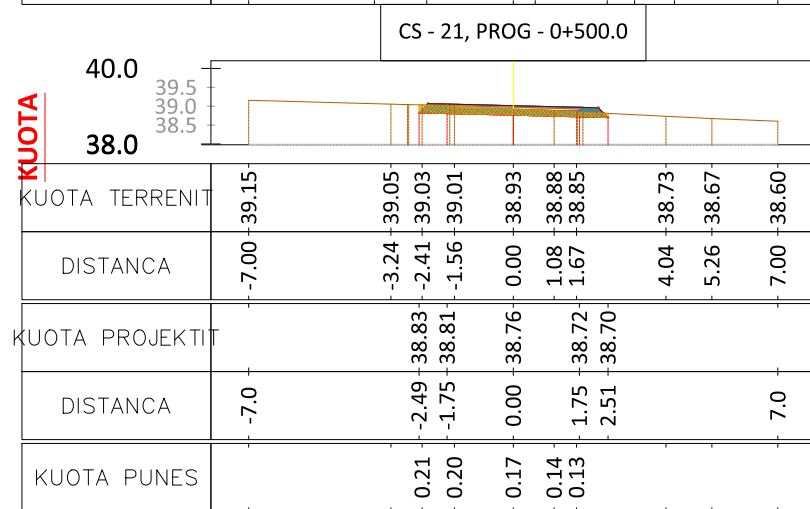 CS - 21, PROG - 0+500.0
40.0
39.5
39.0
38.5
38.0
KUOTA
KUOTA TERRENIT 39.15 39.05 39.03 39.01 38.93 38.88 38.85 38.73 38.67 38.60
DISTANCA -7.00 -3.24 -2.41 -1.56 0.00 1.08 1.67 4.04 5.26 7.00
KUOTA PROJEKTIT 38.83 38.81 38.76 38.72 38.70
DISTANCA -7.0 -2.49 -1.75 0.00 1.75 2.51 7.0
KUOTA PUNES 0.21 0.20 0.17 0.14 0.13